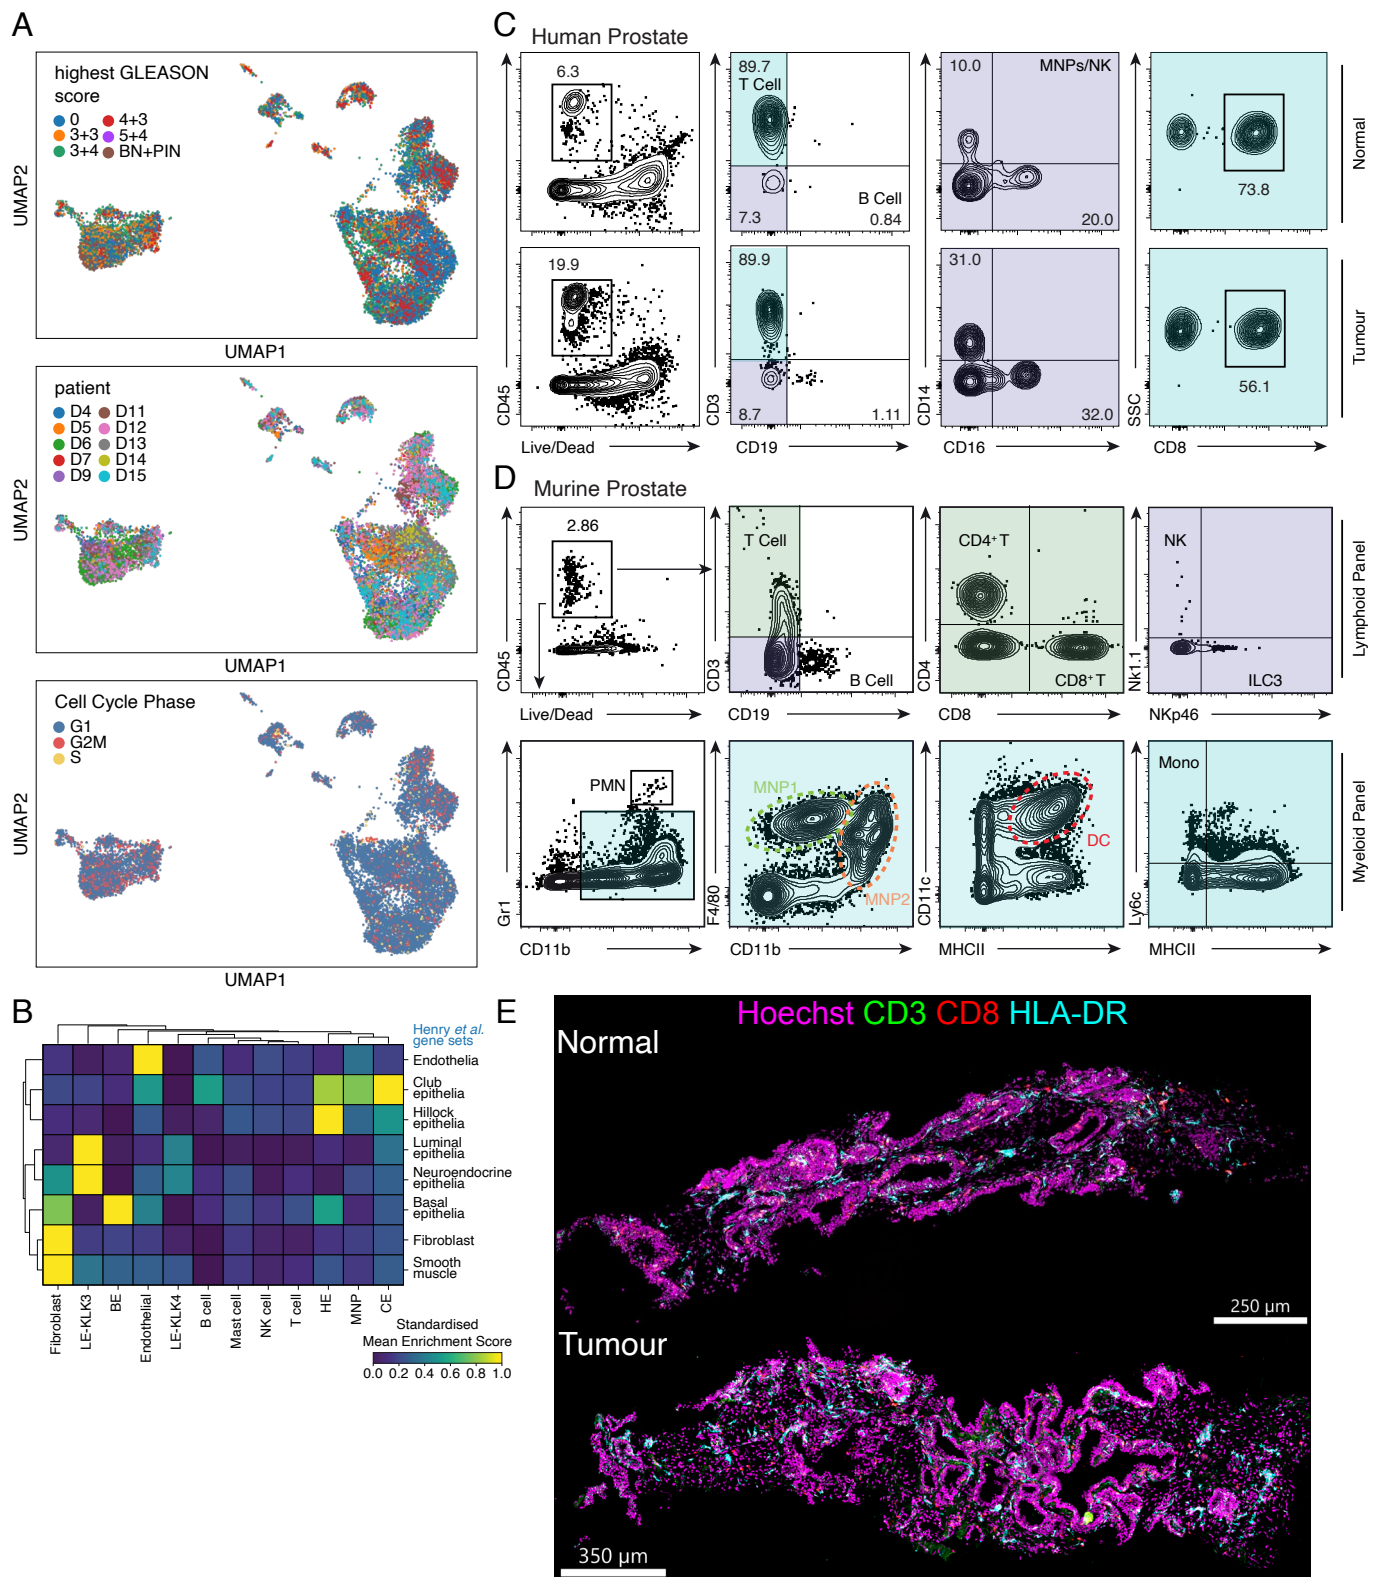 A
highest GLEASON
score
0 4+3
3+3 5+4
3+4 BN+PIN
UMAP2
UMAP1
patient
D4 D11
D5 D12
D6 D13
D7 D14
D9 D15
UMAP2
UMAP1
Cell Cycle Phase
G1
G2M
S
UMAP2
UMAP1
B
Henry et al.
gene sets
Endothelia
Club
epithelia
Hillock
epithelia
Luminal
epithelia
Neuroendocrine
epithelia
Basal
epithelia
Fibroblast
Smooth
muscle
Fibroblast
LE-KLK3
BE
Endothelial
LE-KLK4
B cell
Mast cell
NK cell
T cell
HE
MNP
CE
Standardised
Mean Enrichment Score
0.0 0.2 0.4 0.6 0.8 1.0
C
Human Prostate
6.3
89.7
T Cell
7.3
B Cell
0.84
10.0
MNPs/NK
20.0
73.8
Normal
19.9
89.9
8.7
1.11
31.0
32.0
56.1
Tumour
CD45
Live/Dead
CD3
CD19
CD14
CD16
SSC
CD8
D
Murine Prostate
2.86
T Cell
B Cell
CD4+ T
CD8+ T
NK
ILC3
Lymphoid Panel
CD45
Live/Dead
CD3
CD19
CD4
CD8
Nk1.1
NKp46
PMN
MNP1
MNP2
DC
Mono
Myeloid Panel
Gr1
CD11b
F4/80
CD11b
CD11c
MHCII
Ly6c
MHCII
E
Hoechst CD3 CD8 HLA-DR
Normal
250 µm
Tumour
350 µm